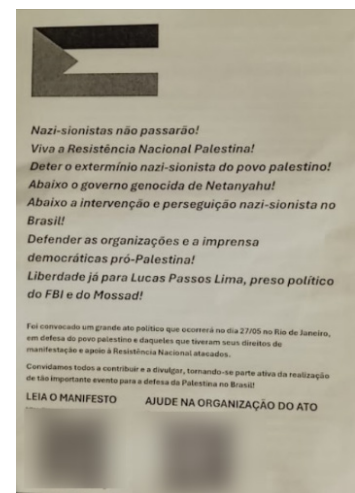 Nazi-sionistas não passarão!
Viva a Resistência Nacional Palestina!
Deter o extermínio nazi-sionista do povo palestino!
Abaixo o governo genocida de Netanyahu!
Abaixo a intervenção e perseguição nazi-sionista no
Brasil!
Defender as organizações e a imprensa
democráticas pró-Palestina!
Liberdade já para Lucas Passos Lima, preso político
do FBI e do Mossad!
Foi convocado um grande ato político que ocorrerá no dia 27/05 no Rio de Janeiro,
em defesa do povo palestino e daqueles que tiveram seus direitos de
manifestação e apoio à Resistência Nacional atacados.
Convidamos todos a contribuir e a divulgar, tornando-se parte ativa da realização
de tão importante evento para a defesa da Palestina no Brasil!
LEIA O MANIFESTO AJUDE NA ORGANIZAÇÃO DO ATO